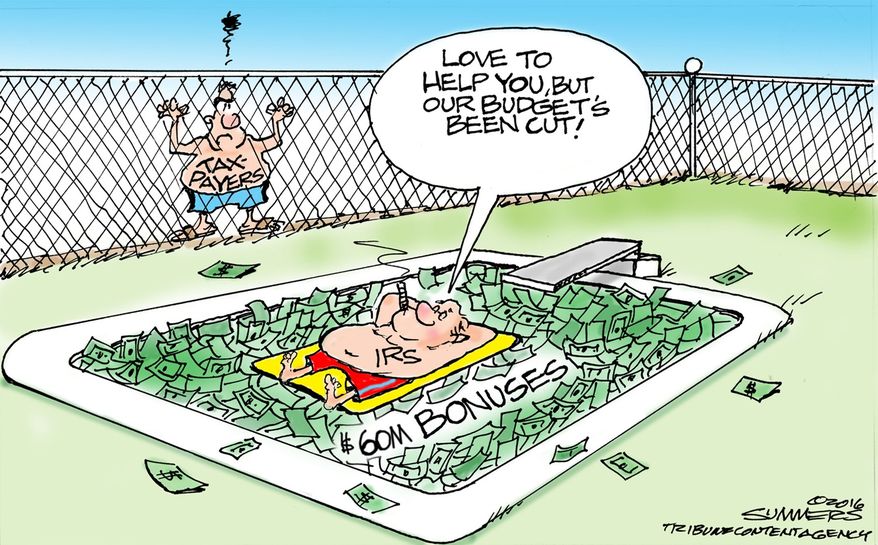 LOVE TO
HELP YOU, BUT
OUR BUDGET'S
BEEN CUT!
TAX
PAYERS
IRS
$60M BONUSES
©2016
SUMMERS
TRIBUNECONTENTAGENCY